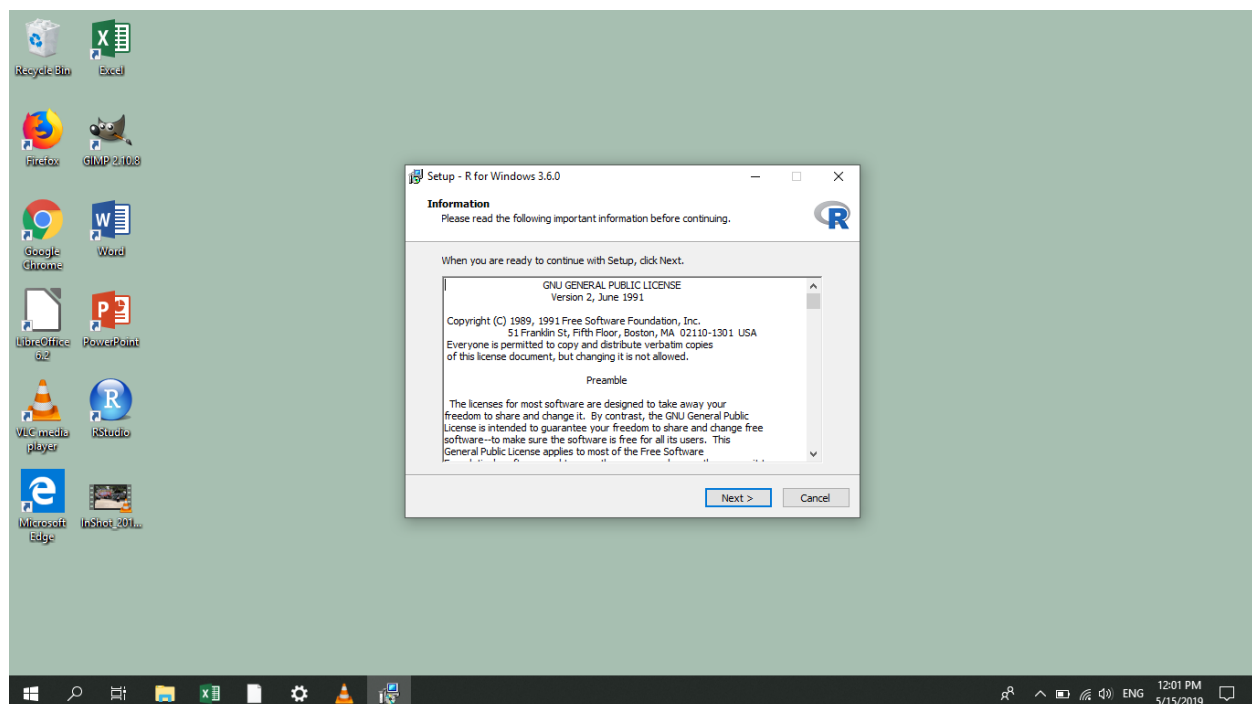 Recycle Bin
Excel
Firefox
GIMP 2.10.8
Google
Chrome
Word
LibreOffice
6.2
PowerPoint
VLC media
player
RStudio
Microsoft
Edge
InShot_201...
Setup - R for Windows 3.6.0
Information
Please read the following important information before continuing.
When you are ready to continue with Setup, click Next.
GNU GENERAL PUBLIC LICENSE
Version 2, June 1991
Copyright (C) 1989, 1991 Free Software Foundation, Inc.
51 Franklin St, Fifth Floor, Boston, MA 02110-1301 USA
Everyone is permitted to copy and distribute verbatim copies
of this license document, but changing it is not allowed.
Preamble
The licenses for most software are designed to take away your
freedom to share and change it. By contrast, the GNU General Public
License is intended to guarantee your freedom to share and change free
software--to make sure the software is free for all its users. This
General Public License applies to most of the Free Software
Next >
Cancel
ENG
12:01 PM
5/15/2019